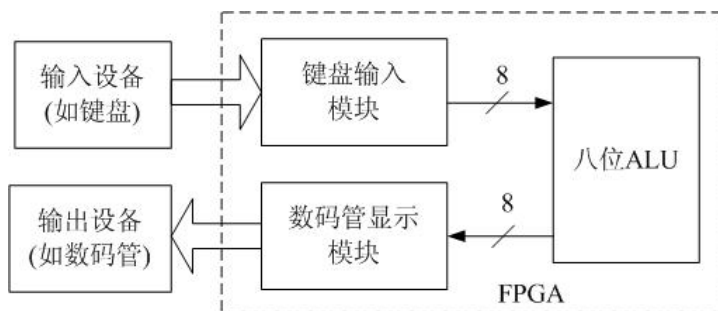 输入设备
(如键盘)
键盘输入
模块
8
八位ALU
输出设备
(如数码管)
数码管显示
模块
8
FPGA